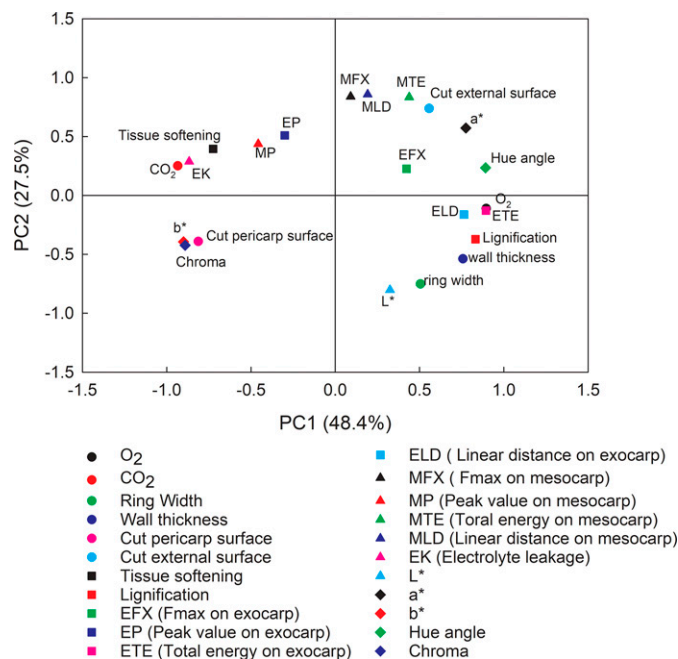 1.5
1.0
0.5
0.0
-0.5
-1.0
-1.5
PC2 (27.5%)
MFX
MLD
MTE
Cut external surface
a*
EP
Tissue softening
MP
CO2
EK
EFX
Hue angle
O2
ELD
ETE
b*
Cut pericarp surface
Chroma
Lignification
wall thickness
ring width
L*
-1.5
-1.0
-0.5
0.0
0.5
1.0
1.5
PC1 (48.4%)
O2
CO2
Ring Width
Wall thickness
Cut pericarp surface
Cut external surface
Tissue softening
Lignification
EFX (Fmax on exocarp)
EP (Peak value on exocarp)
ETE (Total energy on exocarp)
ELD ( Linear distance on exocarp)
MFX ( Fmax on mesocarp)
MP (Peak value on mesocarp)
MTE (Toral energy on mesocarp)
MLD (Linear distance on mesocarp)
EK (Electrolyte leakage)
L*
a*
b*
Hue angle
Chroma